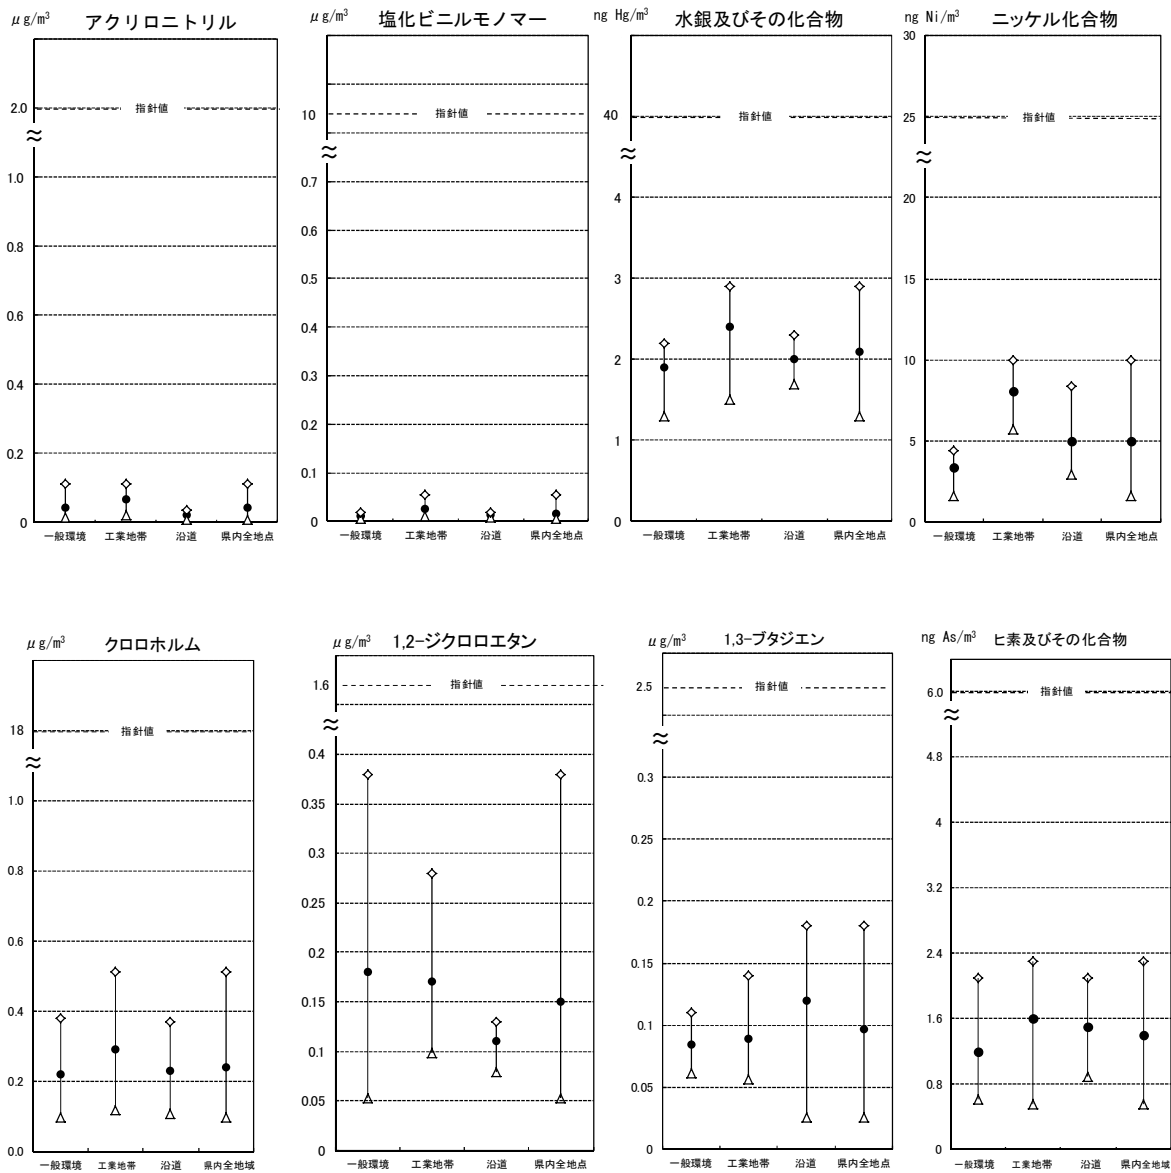 μg/m³ アクリロニトリル
2.0 指針値
≈
1.0
0.8
0.6
0.4
0.2
0
一般環境 工業地帯 沿道 県内全地点
μg/m³ 塩化ビニルモノマー
10 指針値
≈
0.7
0.6
0.5
0.4
0.3
0.2
0.1
0
一般環境 工業地帯 沿道 県内全地点
ng Hg/m³ 水銀及びその化合物
40 指針値
≈
4
3
2
1
0
一般環境 工業地帯 沿道 県内全地点
ng Ni/m³ ニッケル化合物
30
25 指針値
≈
20
15
10
5
0
一般環境 工業地帯 沿道 県内全地点
μg/m³ クロロホルム
18 指針値
≈
1.0
0.8
0.6
0.4
0.2
0.0
一般環境 工業地帯 沿道 県内全地域
μg/m³ 1,2-ジクロロエタン
1.6 指針値
≈
0.4
0.35
0.3
0.25
0.2
0.15
0.1
0.05
0
一般環境 工業地帯 沿道 県内全地点
μg/m³ 1,3-ブタジエン
2.5 指針値
≈
0.3
0.25
0.2
0.15
0.1
0.05
0
一般環境 工業地帯 沿道 県内全地点
ng As/m³ ヒ素及びその化合物
6.0 指針値
≈
4.8
4
3.2
2.4
1.6
0.8
0
一般環境 工業地帯 沿道 県内全地域